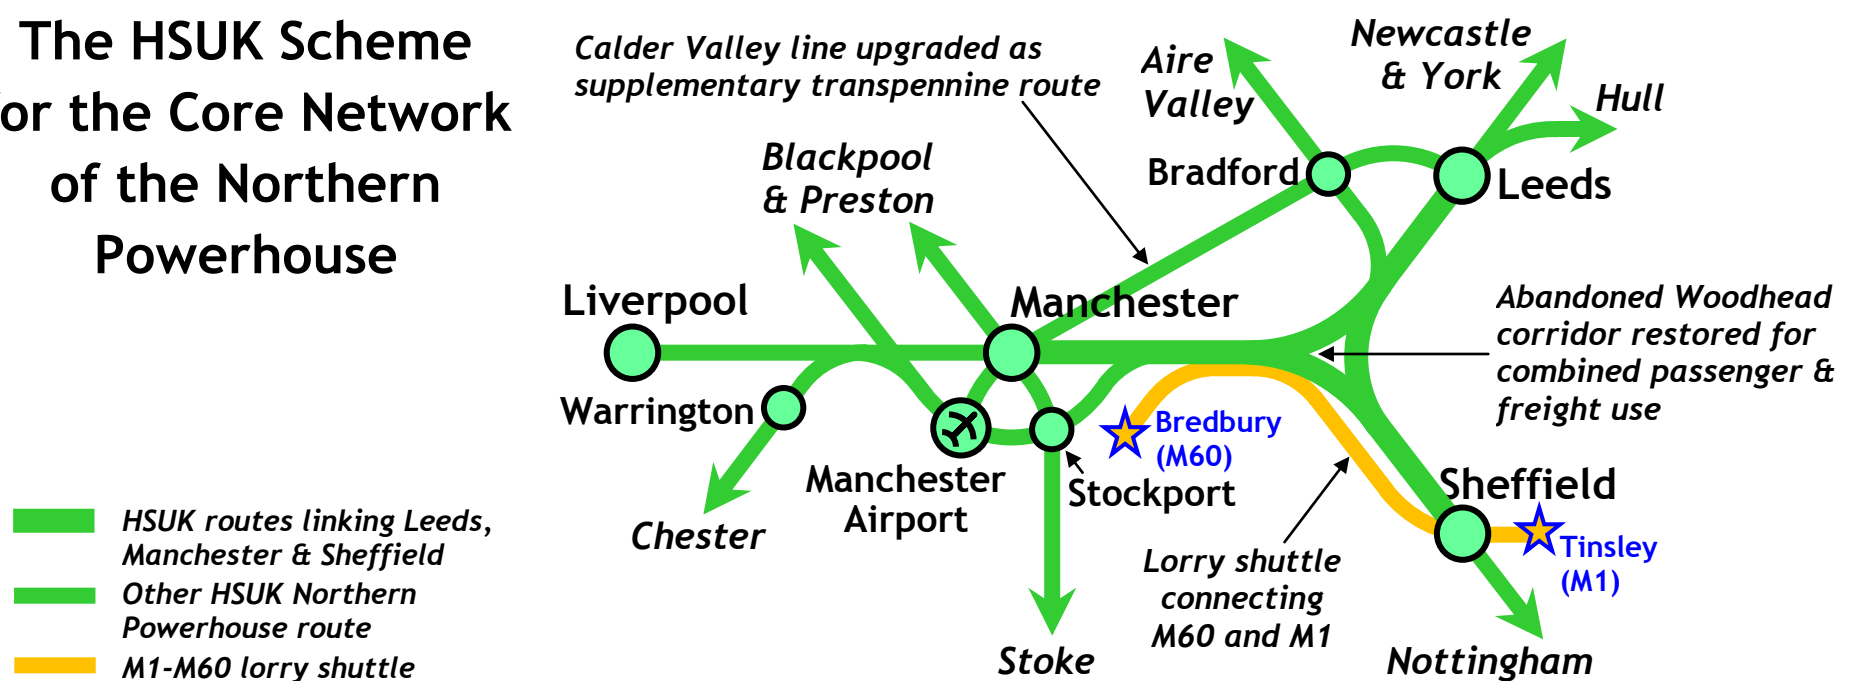 The HSUK Scheme
or the Core Network
of the Northern
Powerhouse
Calder Valley line upgraded as
supplementary transpennine route
Aire
Valley
Newcastle
& York
Hull
Blackpool
& Preston
Bradford
Leeds
Liverpool
Manchester
Abandoned Woodhead
corridor restored for
combined passenger &
freight use
Warrington
Bredbury
(M60)
Manchester
Airport
Stockport
Sheffield
Chester
Tinsley
(M1)
Lorry shuttle
connecting
M60 and M1
Stoke
Nottingham
HSUK routes linking Leeds,
Manchester & Sheffield
Other HSUK Northern
Powerhouse route
M1-M60 lorry shuttle